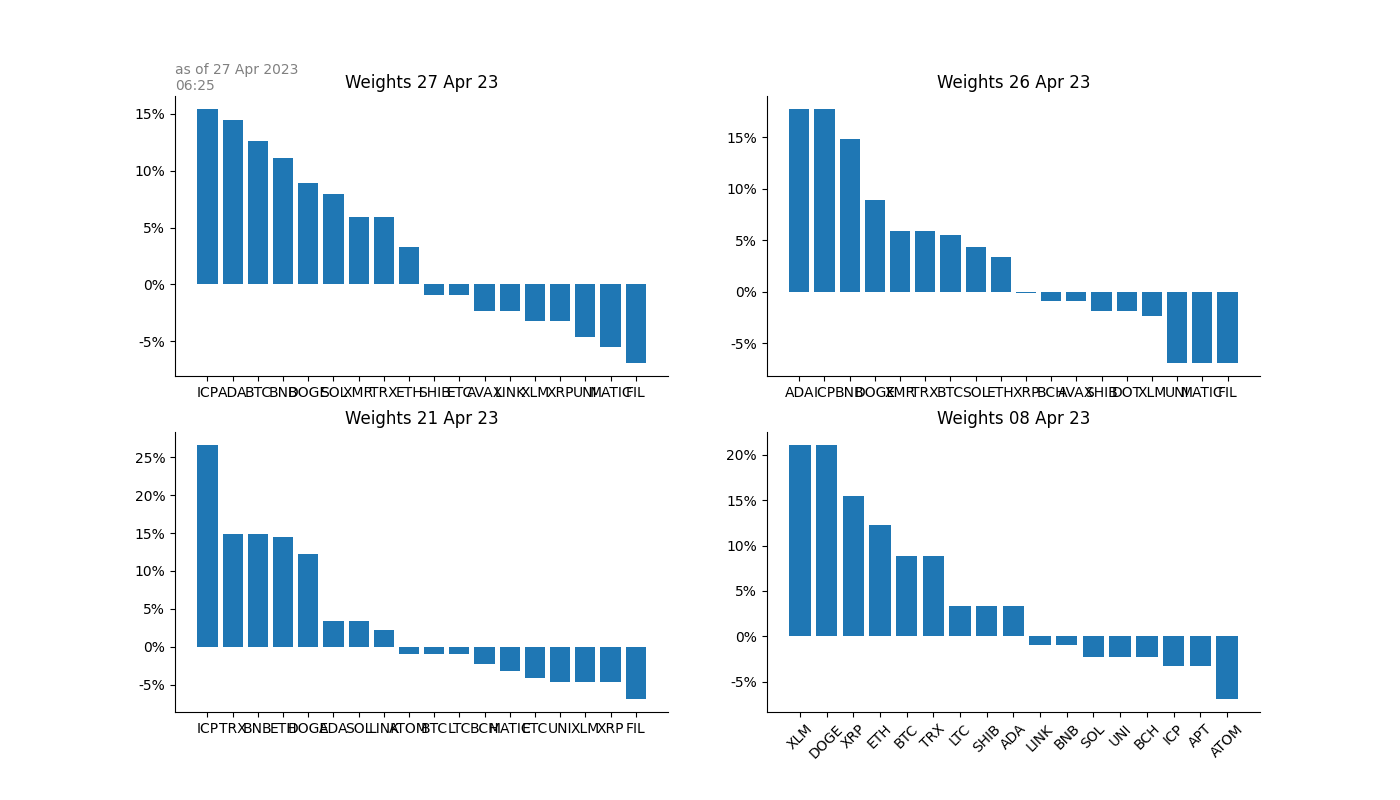 as of 27 Apr 2023
06:25
Weights 27 Apr 23
15%
10%
5%
0%
-5%
ICP ADA BTC BNB DOGE SOL XMR TRX ETH SHIB ETC AVAX LINK XLM XRP UNI MATIC FIL
Weights 26 Apr 23
15%
10%
5%
0%
-5%
ADA ICP BNB DOGE XMR TRX BTC SOL ETH XRP BCH AVAX SHIB DOT XLM UNI MATIC FIL
Weights 21 Apr 23
25%
20%
15%
10%
5%
0%
-5%
ICP TRX BNB ETH DOGE ADA SOL LINK ATOM BTC LTC BCH MATIC ETC UNI XLM XRP FIL
Weights 08 Apr 23
20%
15%
10%
5%
0%
-5%
XLM DOGE XRP ETH BTC TRX LTC SHIB ADA LINK BNB SOL UNI BCH ICP APT ATOM